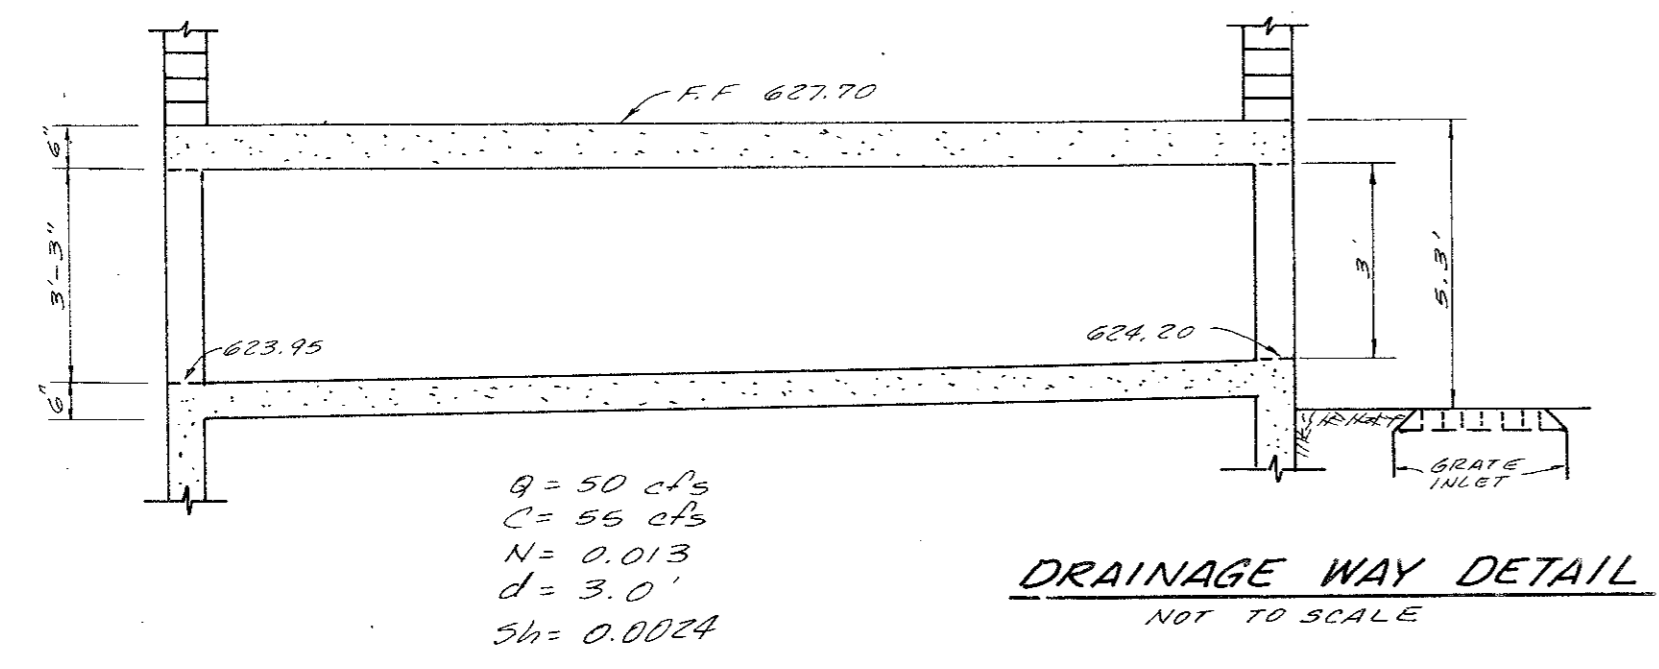 F.F 627.70
6"
3'-3"
6"
623.95
624.20
3'
5.3'
GRATE
INLET
Q = 50 cfs
C = 55 cfs
N = 0.013
d = 3.0'
Sh = 0.0024
DRAINAGE WAY DETAIL
NOT TO SCALE